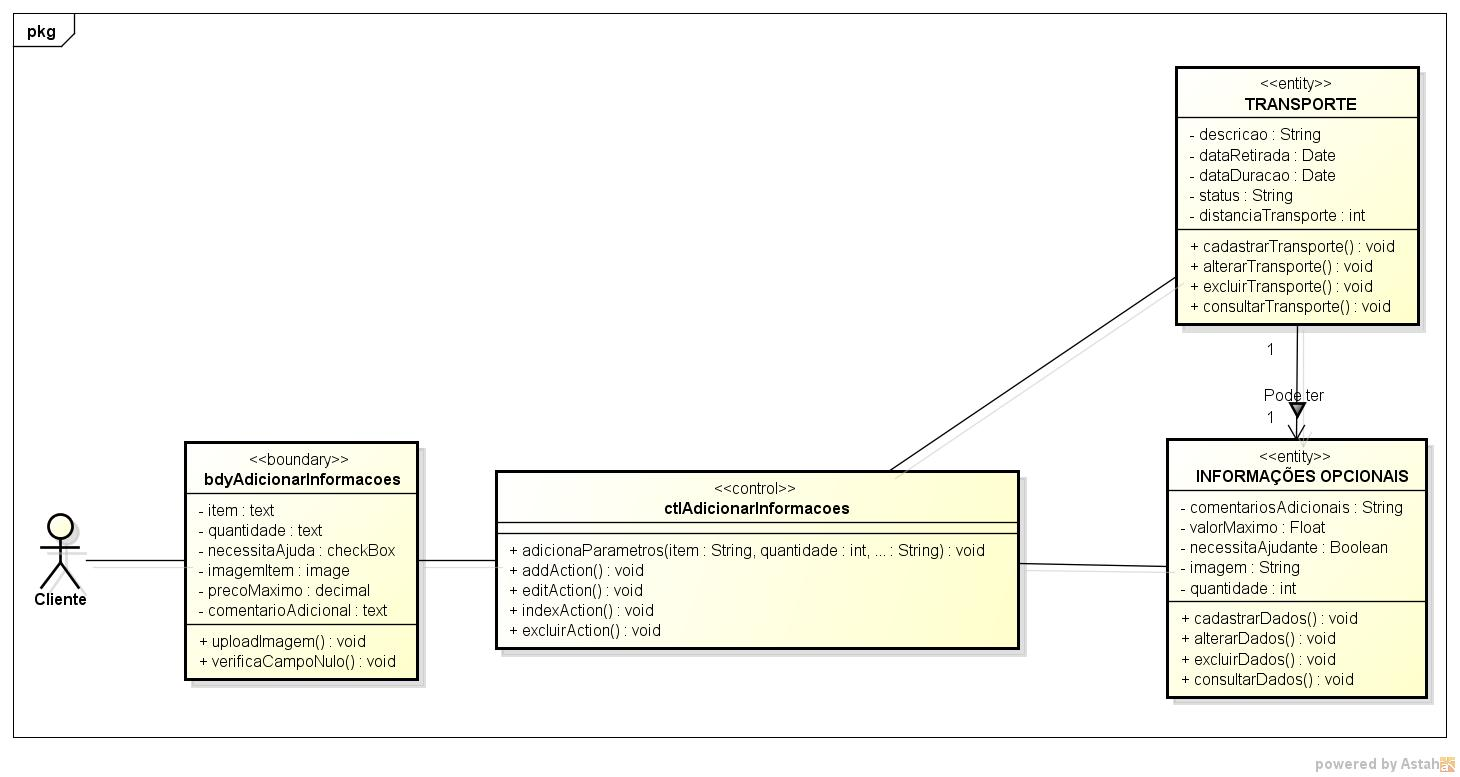 pkg
<<entity>>
TRANSPORTE
- descricao : String
- dataRetirada : Date
- dataDuracao : Date
- status : String
- distanciaTransporte : int
+ cadastrarTransporte() : void
+ alterarTransporte() : void
+ excluirTransporte() : void
+ consultarTransporte() : void
1
Pode ter
1
Cliente
<<boundary>>
bdyAdicionarInformacoes
- item : text
- quantidade : text
- necessitaAjuda : checkBox
- imagemItem : image
- precoMaximo : decimal
- comentarioAdicional : text
+ uploadImagem() : void
+ verificaCampoNulo() : void
<<control>>
ctlAdicionarInformacoes
+ adicionaParametros(item : String, quantidade : int, ... : String) : void
+ addAction() : void
+ editAction() : void
+ indexAction() : void
+ excluirAction() : void
<<entity>>
INFORMAÇÕES OPCIONAIS
- comentariosAdicionais : String
- valorMaximo : Float
- necessitaAjudante : Boolean
- imagem : String
- quantidade : int
+ cadastrarDados() : void
+ alterarDados() : void
+ excluirDados() : void
+ consultarDados() : void
powered by Astah